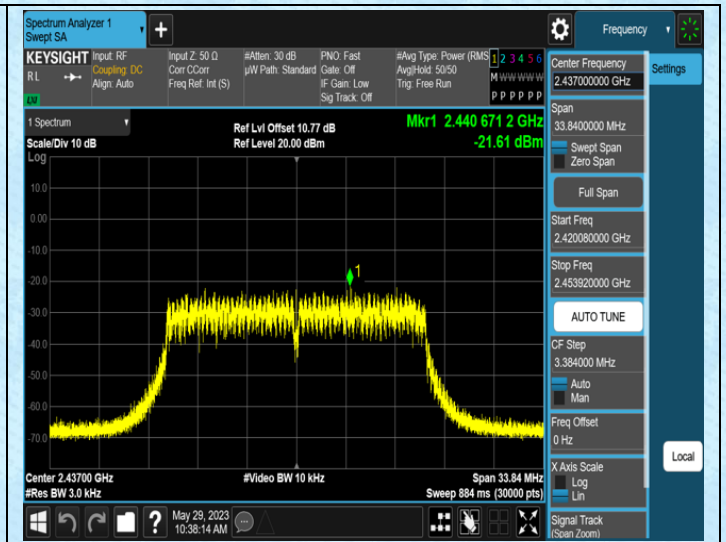 Spectrum Analyzer 1
Swept SA
+
Frequency
KEYSIGHT
RL
LXI
Input: RF
Coupling: DC
Align: Auto
Input Z: 50 Ω
Corr CCorr
Freq Ref: Int (S)
#Atten: 30 dB
µW Path: Standard
PNO: Fast
Gate: Off
IF Gain: Low
Sig Track: Off
#Avg Type: Power (RMS
Avg|Hold: 50/50
Trig: Free Run
1 2 3 4 5 6
M W W W W W
P P P P P P
1 Spectrum
Scale/Div 10 dB
Log
Ref Lvl Offset 10.77 dB
Ref Level 20.00 dBm
Mkr1 2.440 671 2 GHz
-21.61 dBm
10.0
0.00
-10.0
-20.0
-30.0
-40.0
-50.0
-60.0
-70.0
1
Center 2.43700 GHz
#Res BW 3.0 kHz
#Video BW 10 kHz
Span 33.84 MHz
Sweep 884 ms (30000 pts)
?
May 29, 2023
10:38:14 AM
Center Frequency
2.437000000 GHz
Span
33.8400000 MHz
Swept Span
Zero Span
Full Span
Start Freq
2.420080000 GHz
Stop Freq
2.453920000 GHz
AUTO TUNE
CF Step
3.384000 MHz
Auto
Man
Freq Offset
0 Hz
X Axis Scale
Log
Lin
Signal Track
(Span Zoom)
Settings
Local